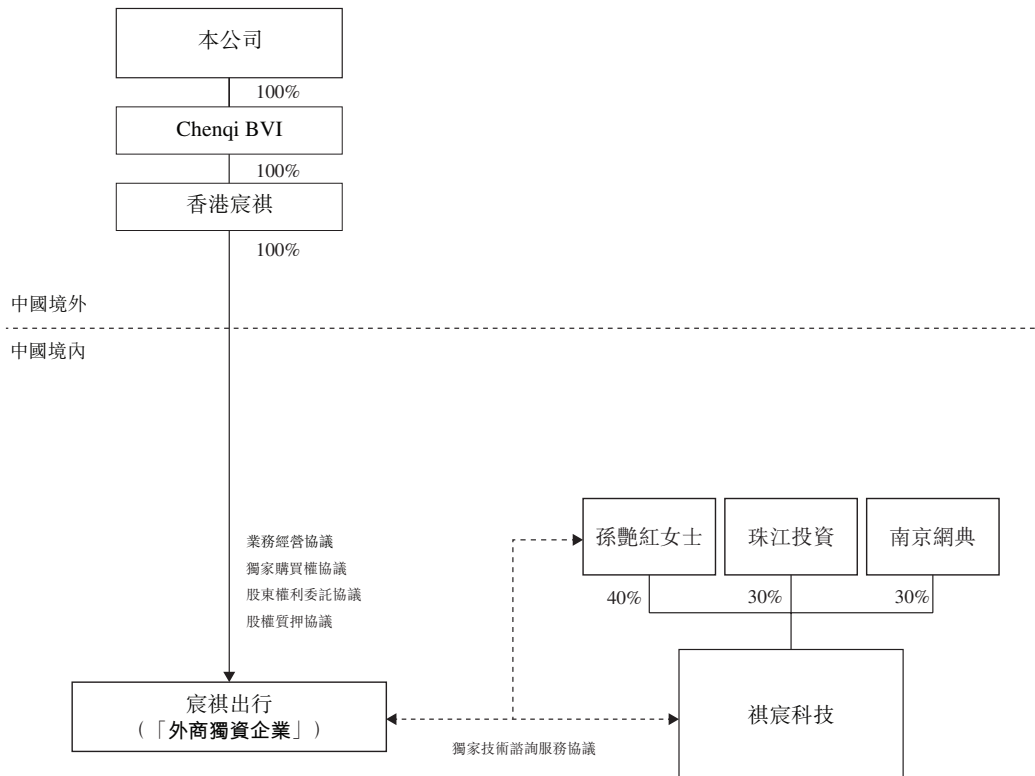 本公司
100%
Chenqi BVI
100%
香港宸祺
100%
中國境外
中國境內
業務經營協議
獨家購買權協議
股東權利委託協議
股權質押協議
孫艷紅女士
珠江投資
南京網典
40%
30%
30%
宸祺出行
(「外商獨資企業」)
祺宸科技
獨家技術諮詢服務協議